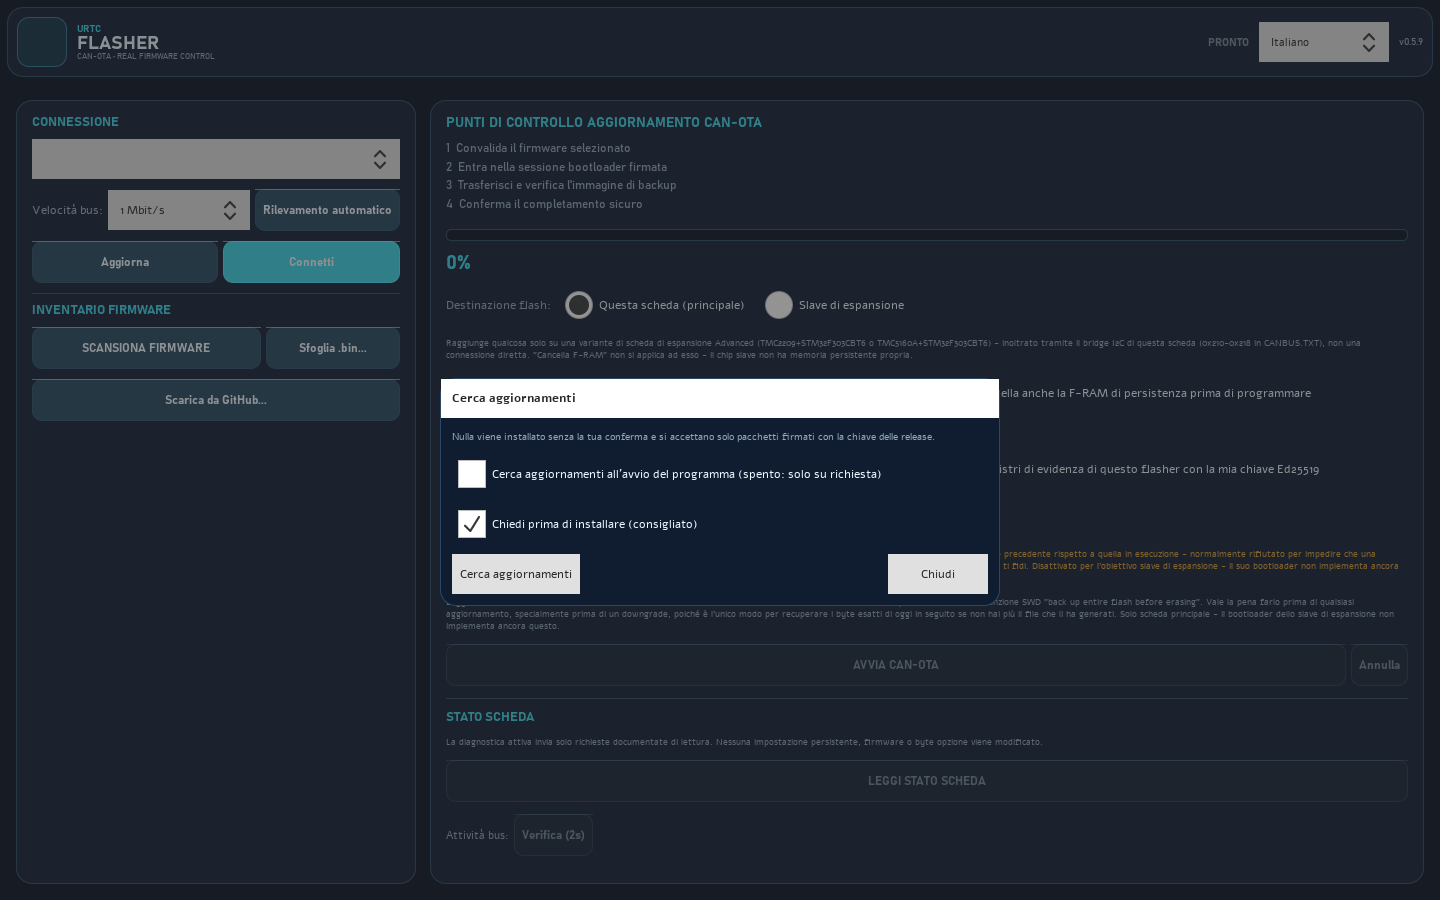 URTC
FLASHER
CAN-OTA · REAL FIRMWARE CONTROL
PRONTO
Italiano
v0.5.9
CONNESSIONE
Velocità bus:
1 Mbit/s
Rilevamento automatico
Aggiorna
Connetti
INVENTARIO FIRMWARE
SCANSIONA FIRMWARE
Sfoglia .bin...
Scarica da GitHub...
PUNTI DI CONTROLLO AGGIORNAMENTO CAN-OTA
1 Convalida il firmware selezionato
2 Entra nella sessione bootloader firmata
3 Trasferisci e verifica l'immagine di backup
4 Conferma il completamento sicuro
0%
Destinazione flash:
Questa scheda (principale)
Slave di espansione
Raggiunge qualcosa solo su una variante di scheda di espansione Advanced (TMC2209+STM32F303CBT6 o TMC5160A+STM32F303CBT6) - inoltrato tramite il bridge I2C di questa scheda (0x210-0x218 in CANBUS.TXT), non una
connessione diretta. "Cancella F-RAM" non si applica ad esso - il chip slave non ha memoria persistente propria.
ella anche la F-RAM di persistenza prima di programmare
istri di evidenza di questo flasher con la mia chiave Ed25519
precedente rispetto a quella in esecuzione - normalmente rifiutato per impedire che una
ti fidi. Disattivato per l'obiettivo slave di espansione - il suo bootloader non implementa ancora
nzione SWD "back up entire flash before erasing". Vale la pena farlo prima di qualsiasi
aggiornamento, specialmente prima di un downgrade, poiché è l'unico modo per recuperare i byte esatti di oggi in seguito se non hai più il file che li ha generati. Solo scheda principale - il bootloader dello slave di espansione non
implementa ancora questo.
Cerca aggiornamenti
Nulla viene installato senza la tua conferma e si accettano solo pacchetti firmati con la chiave delle release.
Cerca aggiornamenti all'avvio del programma (spento: solo su richiesta)
Chiedi prima di installare (consigliato)
Cerca aggiornamenti
Chiudi
AVVIA CAN-OTA
Annulla
STATO SCHEDA
La diagnostica attiva invia solo richieste documentate di lettura. Nessuna impostazione persistente, firmware o byte opzione viene modificato.
LEGGI STATO SCHEDA
Attività bus:
Verifica (2s)